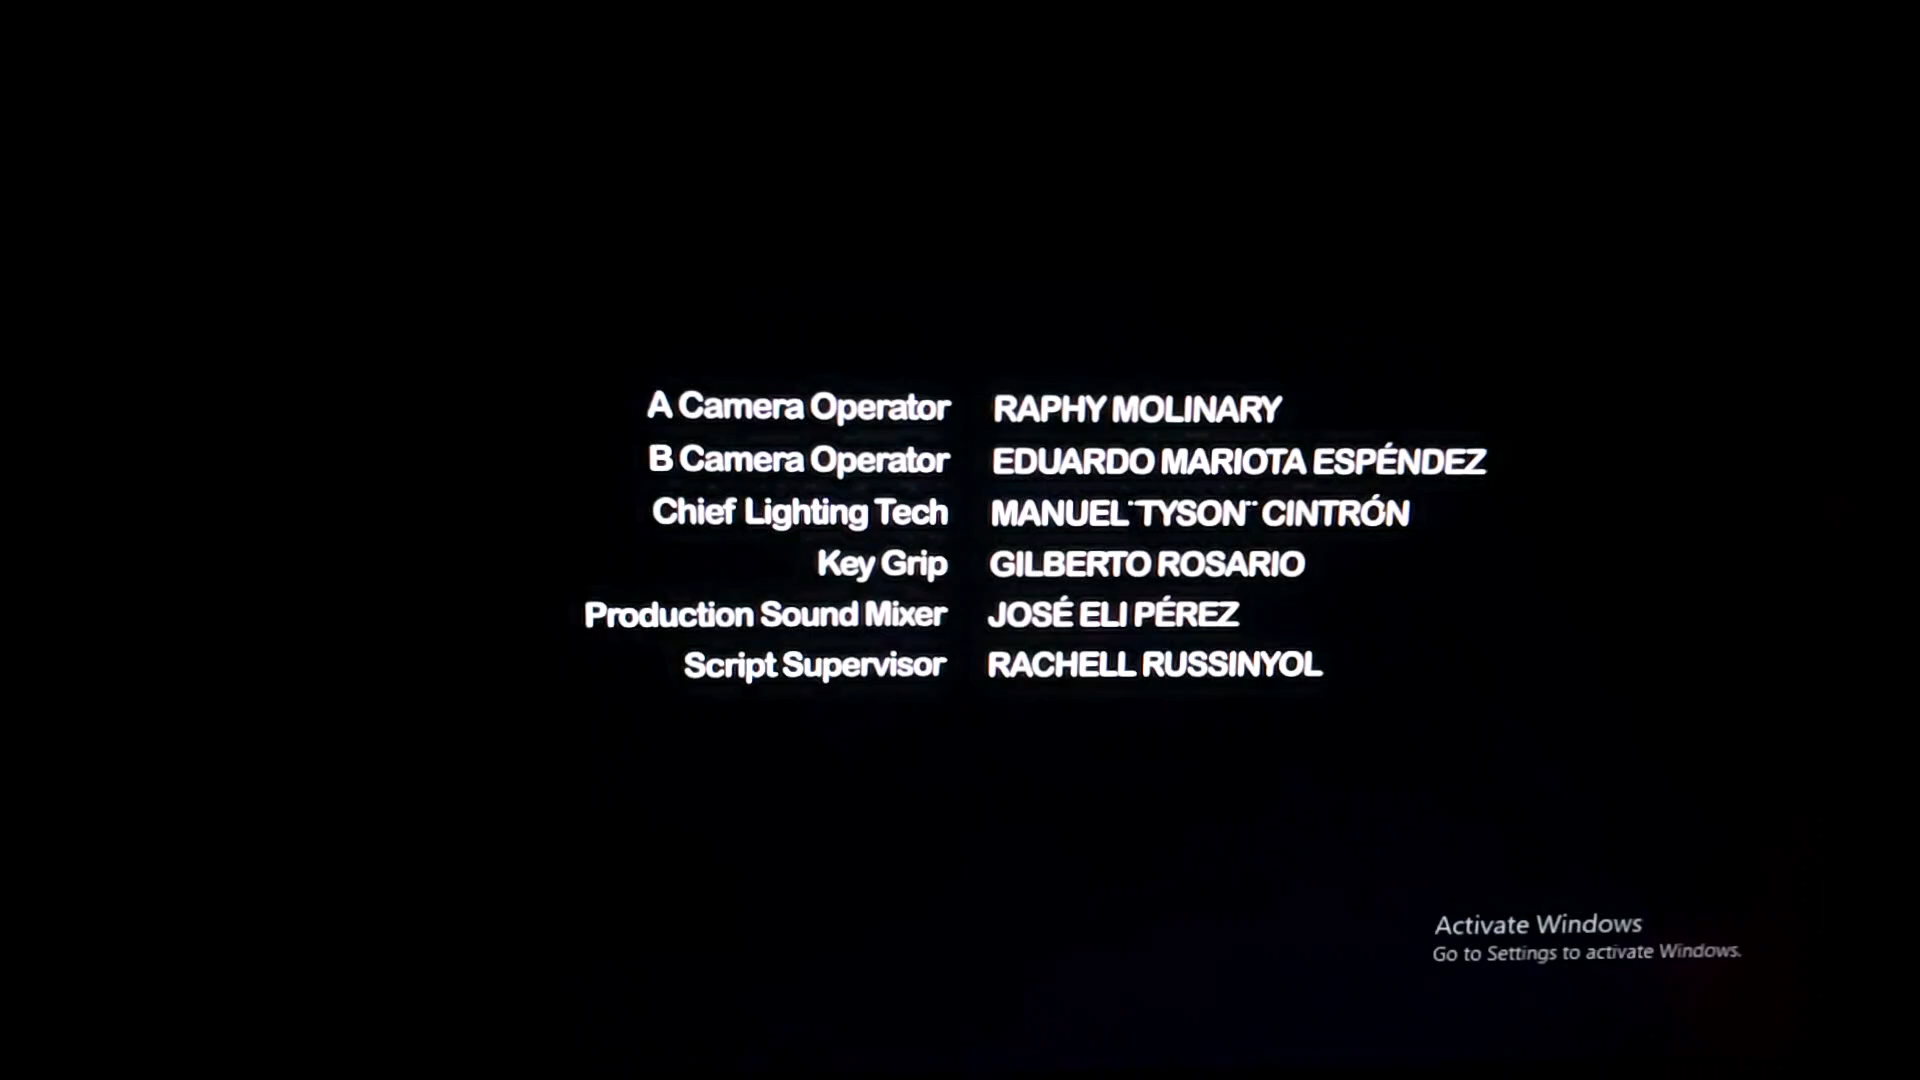 A Camera Operator RAPHY MOLINARY
B Camera Operator EDUARDO MARIOTA ESPÉNDEZ
Chief Lighting Tech MANUEL ¨TYSON¨ CINTRÓN
Key Grip GILBERTO ROSARIO
Production Sound Mixer JOSÉ ELI PÉREZ
Script Supervisor RACHELL RUSSINYOL
Activate Windows
Go to Settings to activate Windows.